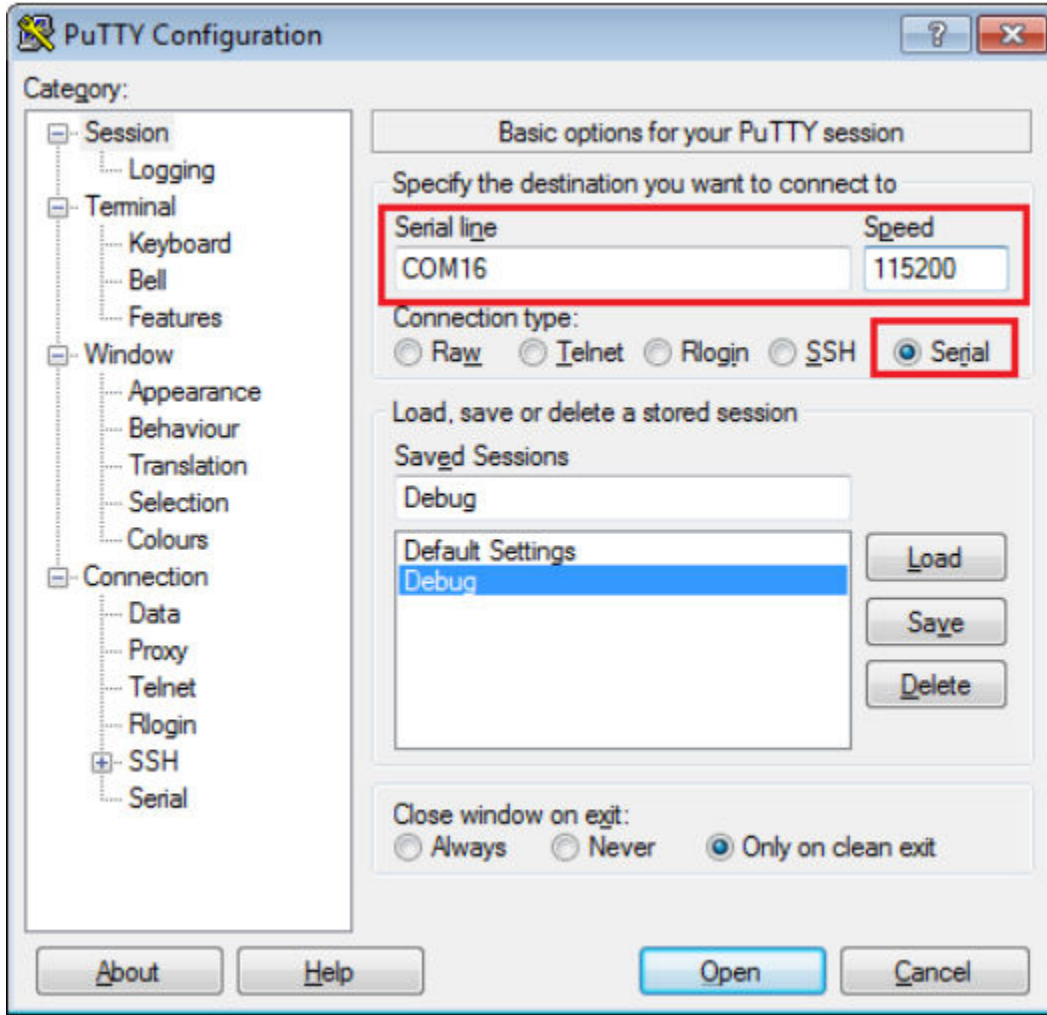 PuTTY Configuration
Category:
Session
Logging
Terminal
Keyboard
Bell
Features
Window
Appearance
Behaviour
Translation
Selection
Colours
Connection
Data
Proxy
Telnet
Rlogin
SSH
Serial
Basic options for your PuTTY session
Specify the destination you want to connect to
Serial line Speed
COM16 115200
Connection type:
Raw Telnet Rlogin SSH Serial
Load, save or delete a stored session
Saved Sessions
Debug
Default Settings
Debug
Load
Save
Delete
Close window on exit:
Always Never Only on clean exit
About Help Open Cancel